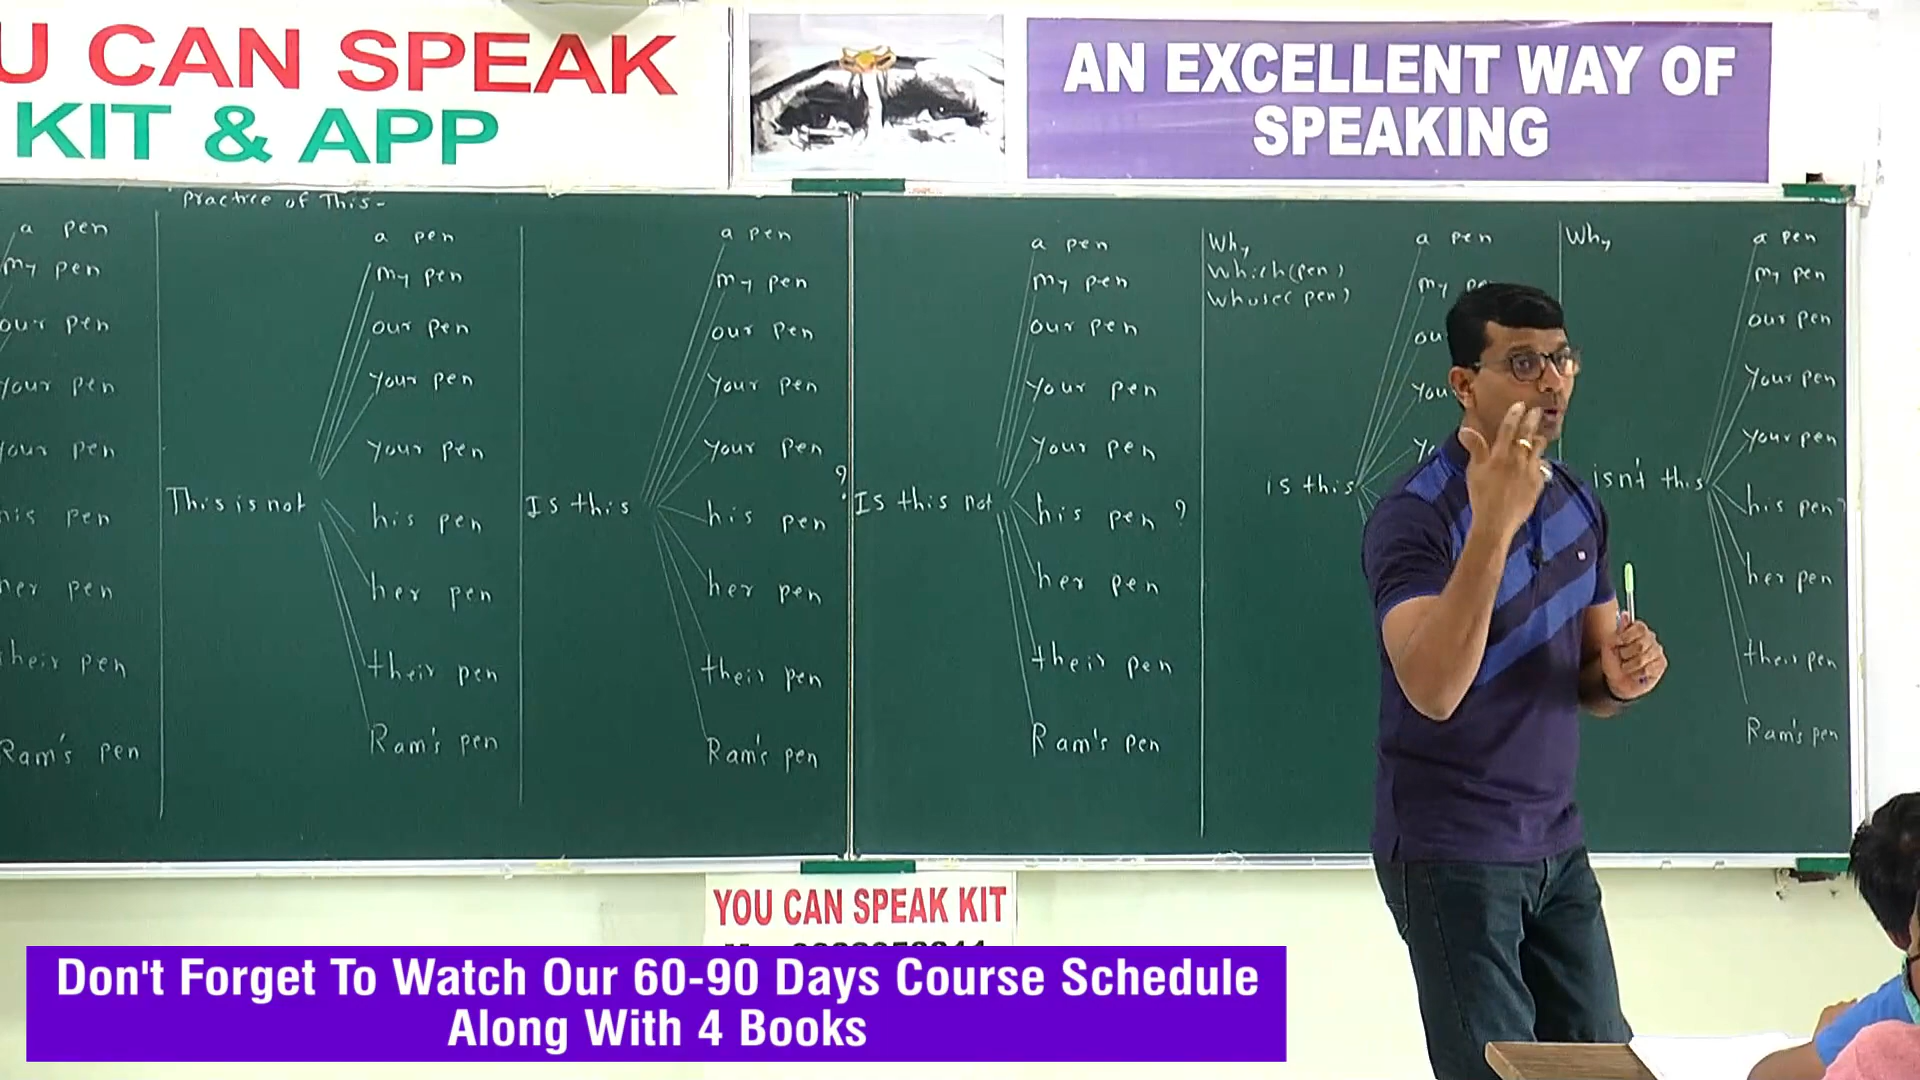 U CAN SPEAK
KIT & APP
AN EXCELLENT WAY OF
SPEAKING
Practice of This-
a pen
my pen
our pen
your pen
your pen
his pen
her pen
their pen
Ram's pen
This is not
a pen
my pen
our pen
your pen
your pen
his pen
her pen
their pen
Ram's pen
Is this
a pen
my pen
our pen
your pen
your pen
his pen
her pen
their pen
Ram's pen
?
Is this not
a pen
my pen
our pen
your pen
your pen
his pen ?
her pen
their pen
Ram's pen
Why
Which (pen)
Whose (pen)
is this
a pen
my pe
ou
you
yo
Why
isn't this
a pen
my pen
our pen
your pen
your pen
his pen?
her pen
their pen
Ram's pen
YOU CAN SPEAK KIT
Don't Forget To Watch Our 60-90 Days Course Schedule
Along With 4 Books